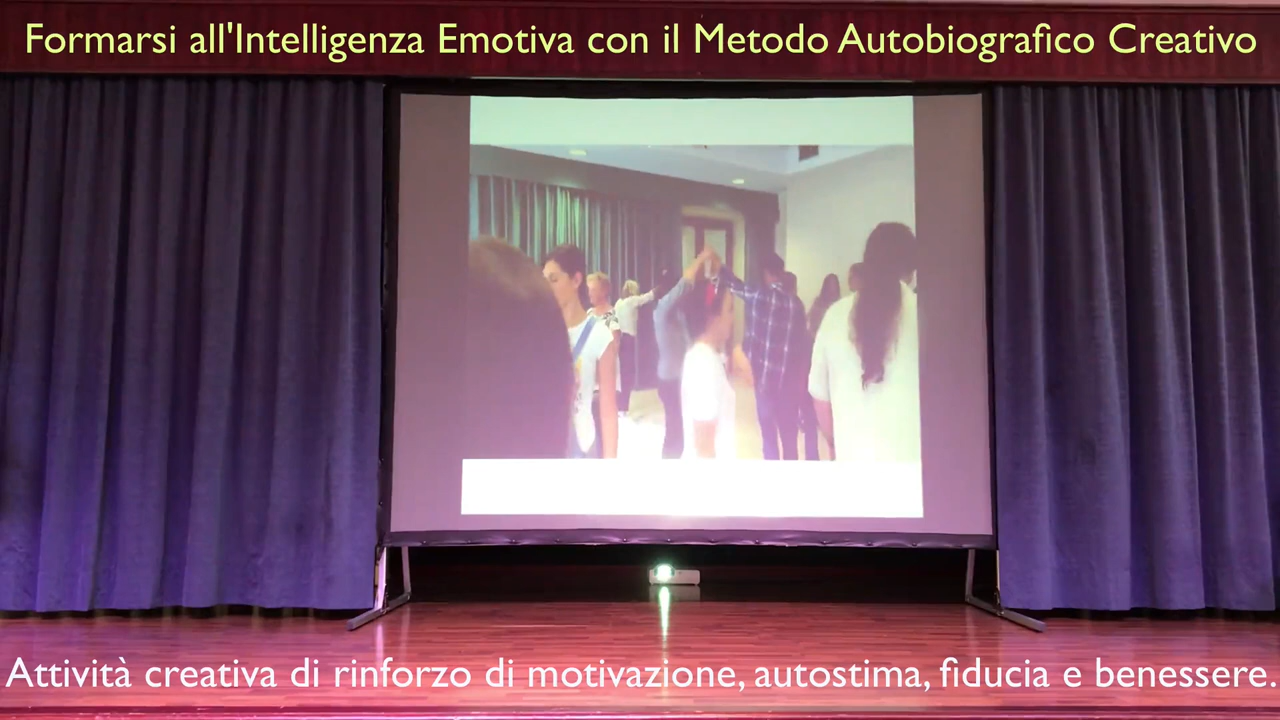 Formarsi all'Intelligenza Emotiva con il Metodo Autobiografico Creativo
Attività creativa di rinforzo di motivazione, autostima, fiducia e benessere.